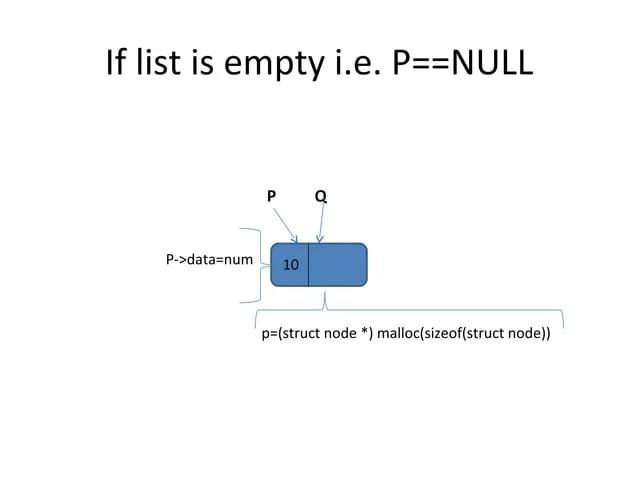 If list is empty i.e. P==NULL
P Q
P->data=num
10
p=(struct node *) malloc(sizeof(struct node))